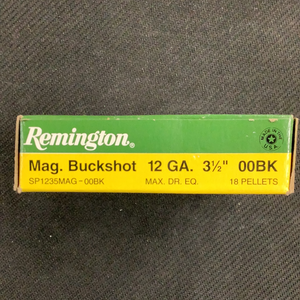 Remington.
MADE IN
USA
Mag. Buckshot 12 GA. 3½" 00BK
SP1235MAG-00BK MAX. DR. EQ. 18 PELLETS